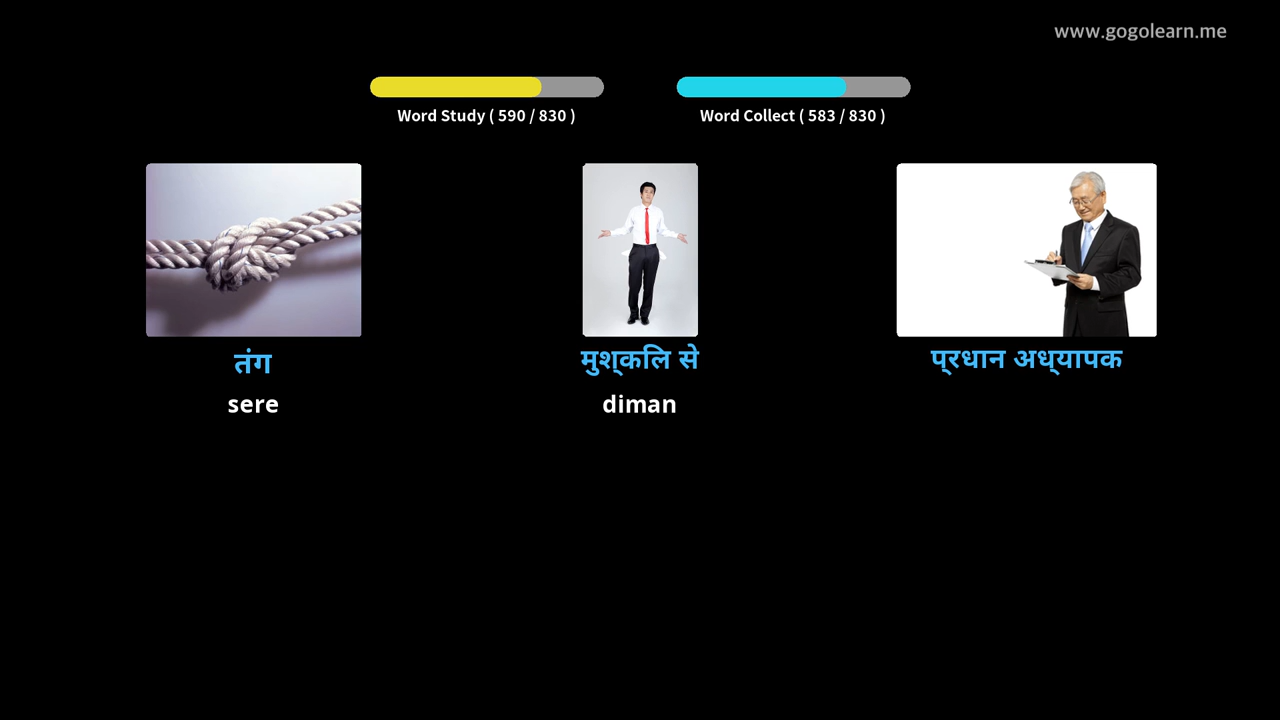 www.gogolearn.me
Word Study ( 590 / 830 )
Word Collect ( 583 / 830 )
तंग
मुश्कलि से
प्रधान अध्यापक
sere
diman